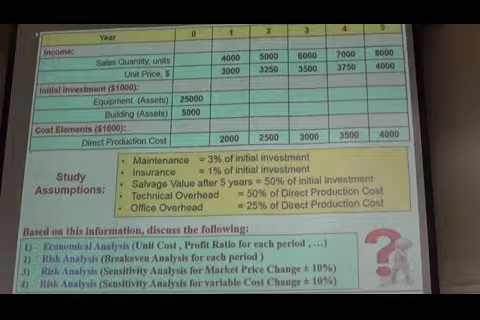 Year 0 1 2 3 4 5
Income:
Sales Quantity, units 4000 5000 6000 7000 8000
Unit Price, $ 3000 3250 3500 3750 4000
Initial Investment ($1000):
Equipment (Assets) 25000
Building (Assets) 5000
Cost Elements ($1000):
Direct Production Cost 2000 2500 3000 3500 4000
Study Assumptions:
• Maintenance = 3% of initial investment
• Insurance = 1% of initial investment
• Salvage Value after 5 years = 50% of initial investment
• Technical Overhead = 50% of Direct Production Cost
• Office Overhead = 25% of Direct Production Cost
Based on this information, discuss the following:
1) Economical Analysis (Unit Cost , Profit Ratio for each period , ...)
2) Risk Analysis (Breakeven Analysis for each period )
3) Risk Analysis (Sensitivity Analysis for Market Price Change ± 10%)
4) Risk Analysis (Sensitivity Analysis for variable Cost Change ± 10%)
?